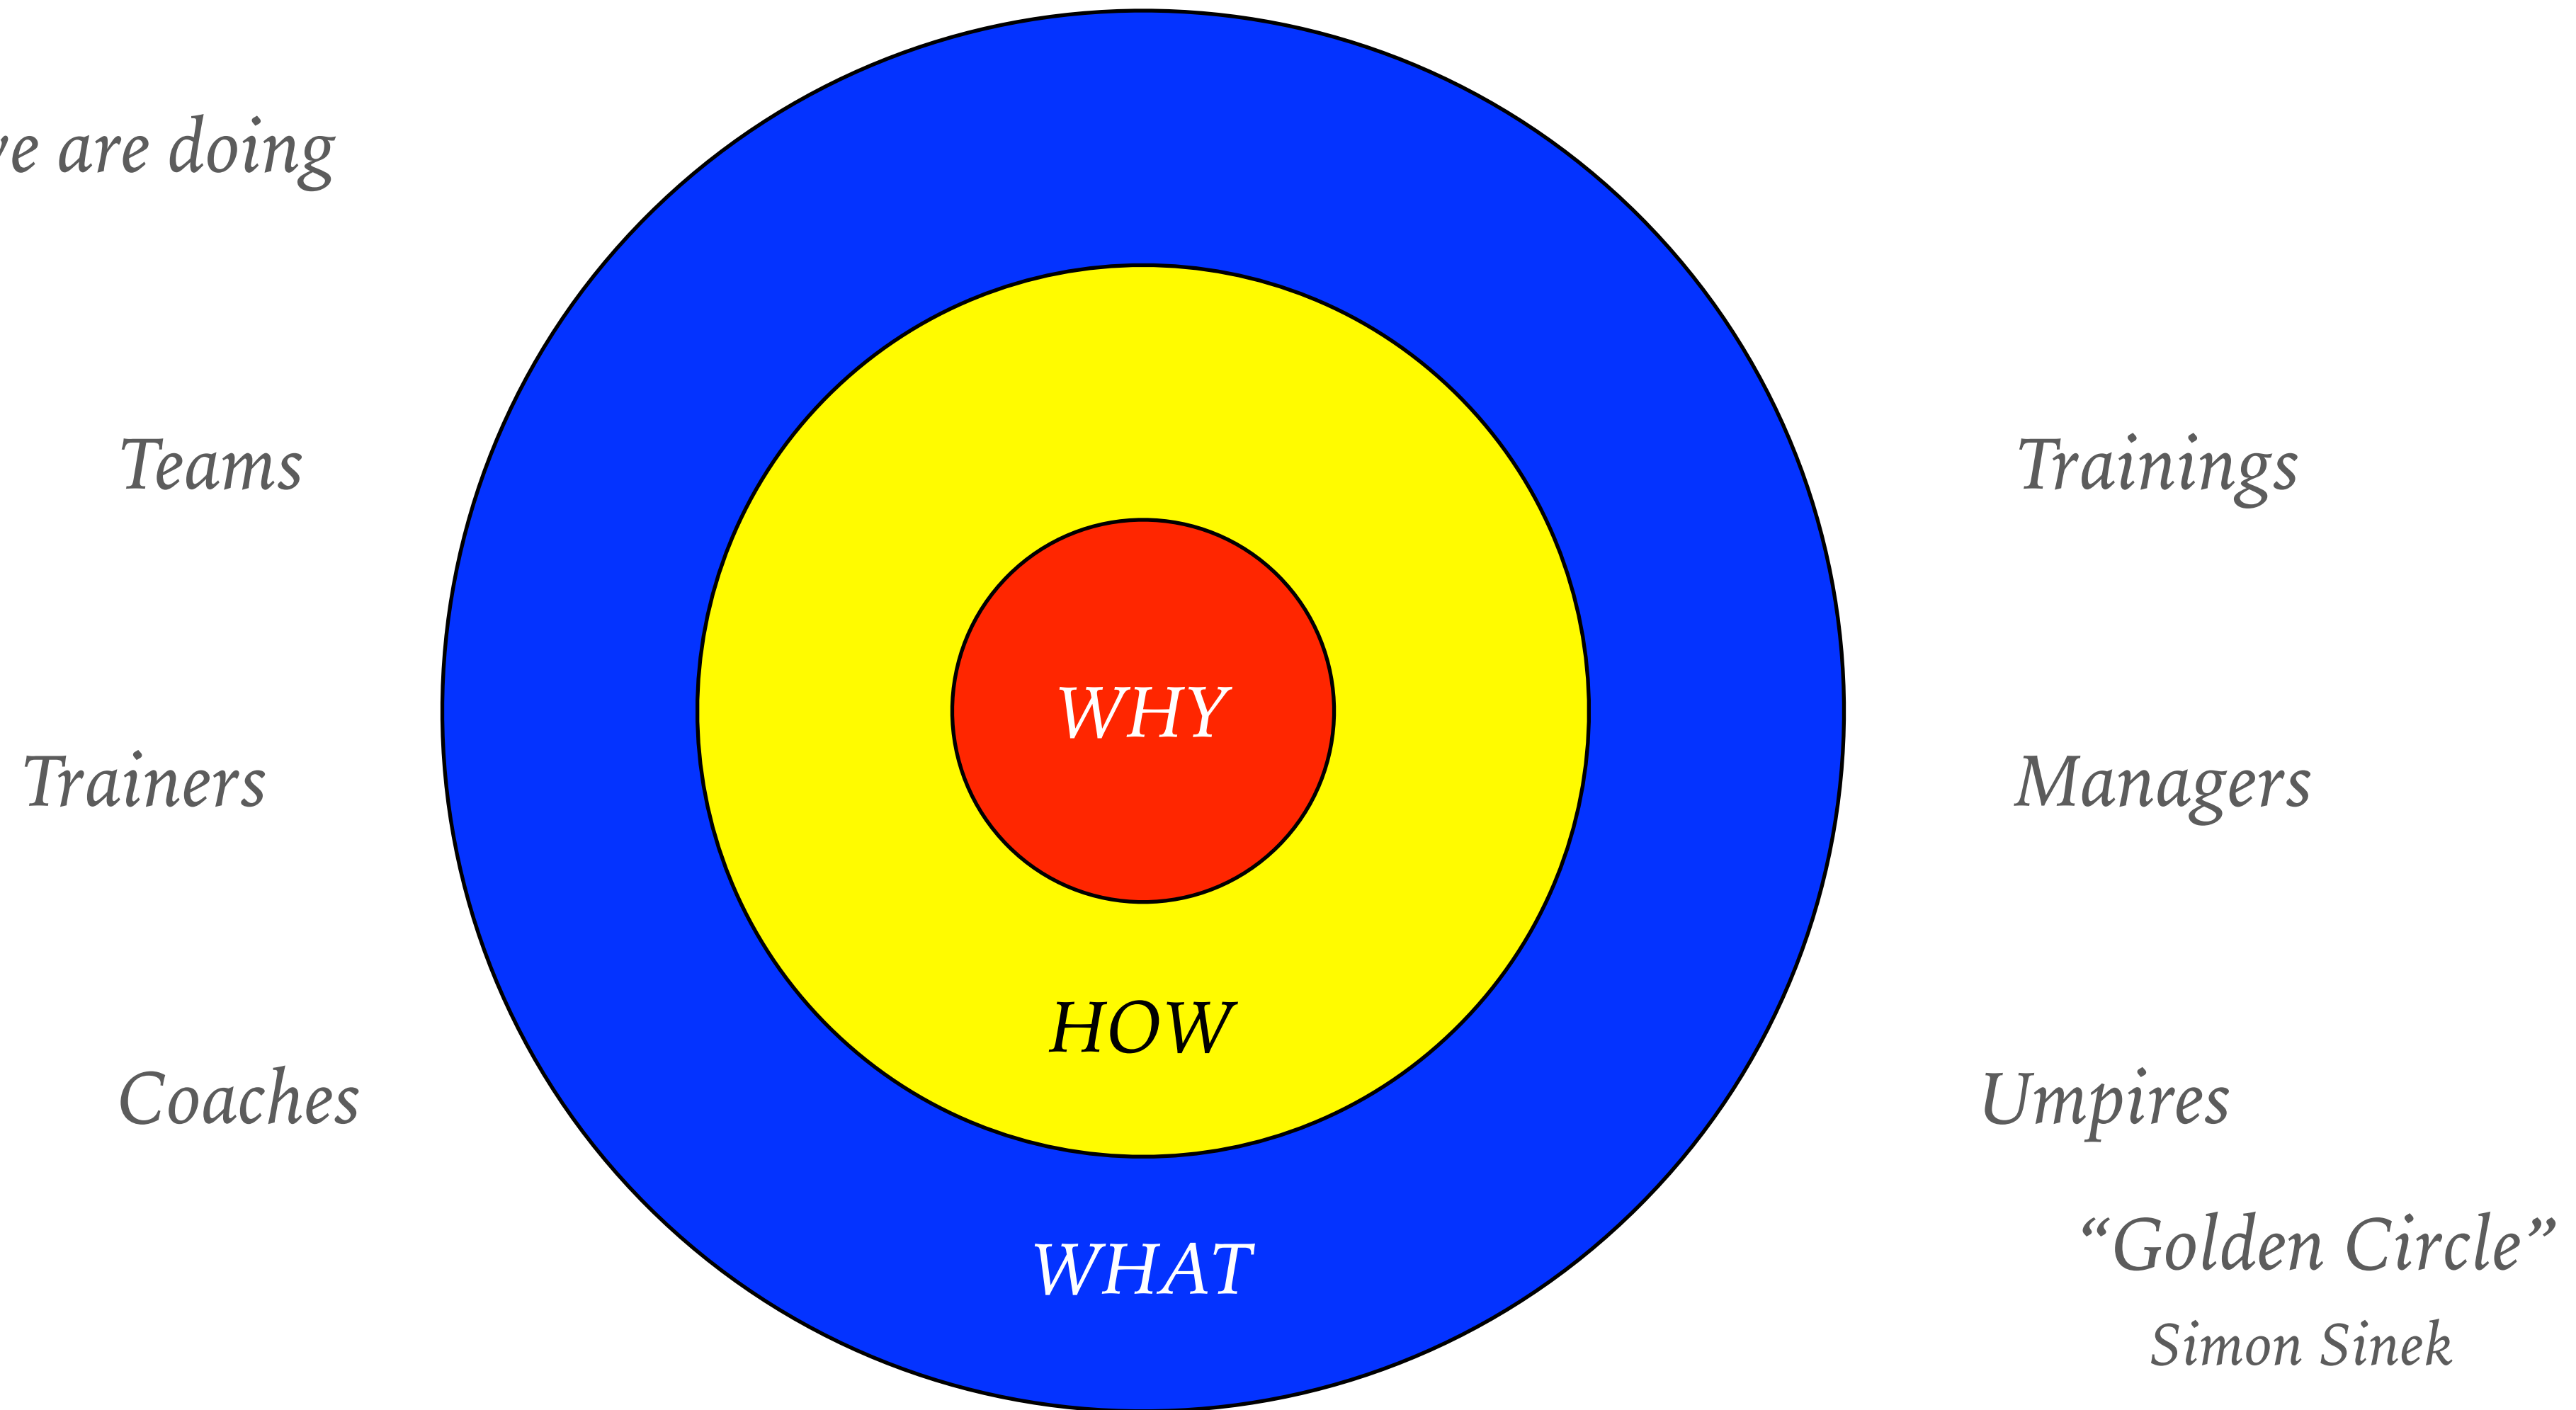 are doing
Teams
Trainings
WHY
Trainers
Managers
HOW
Coaches
Umpires
WHAT
“Golden Circle”
Simon Sinek